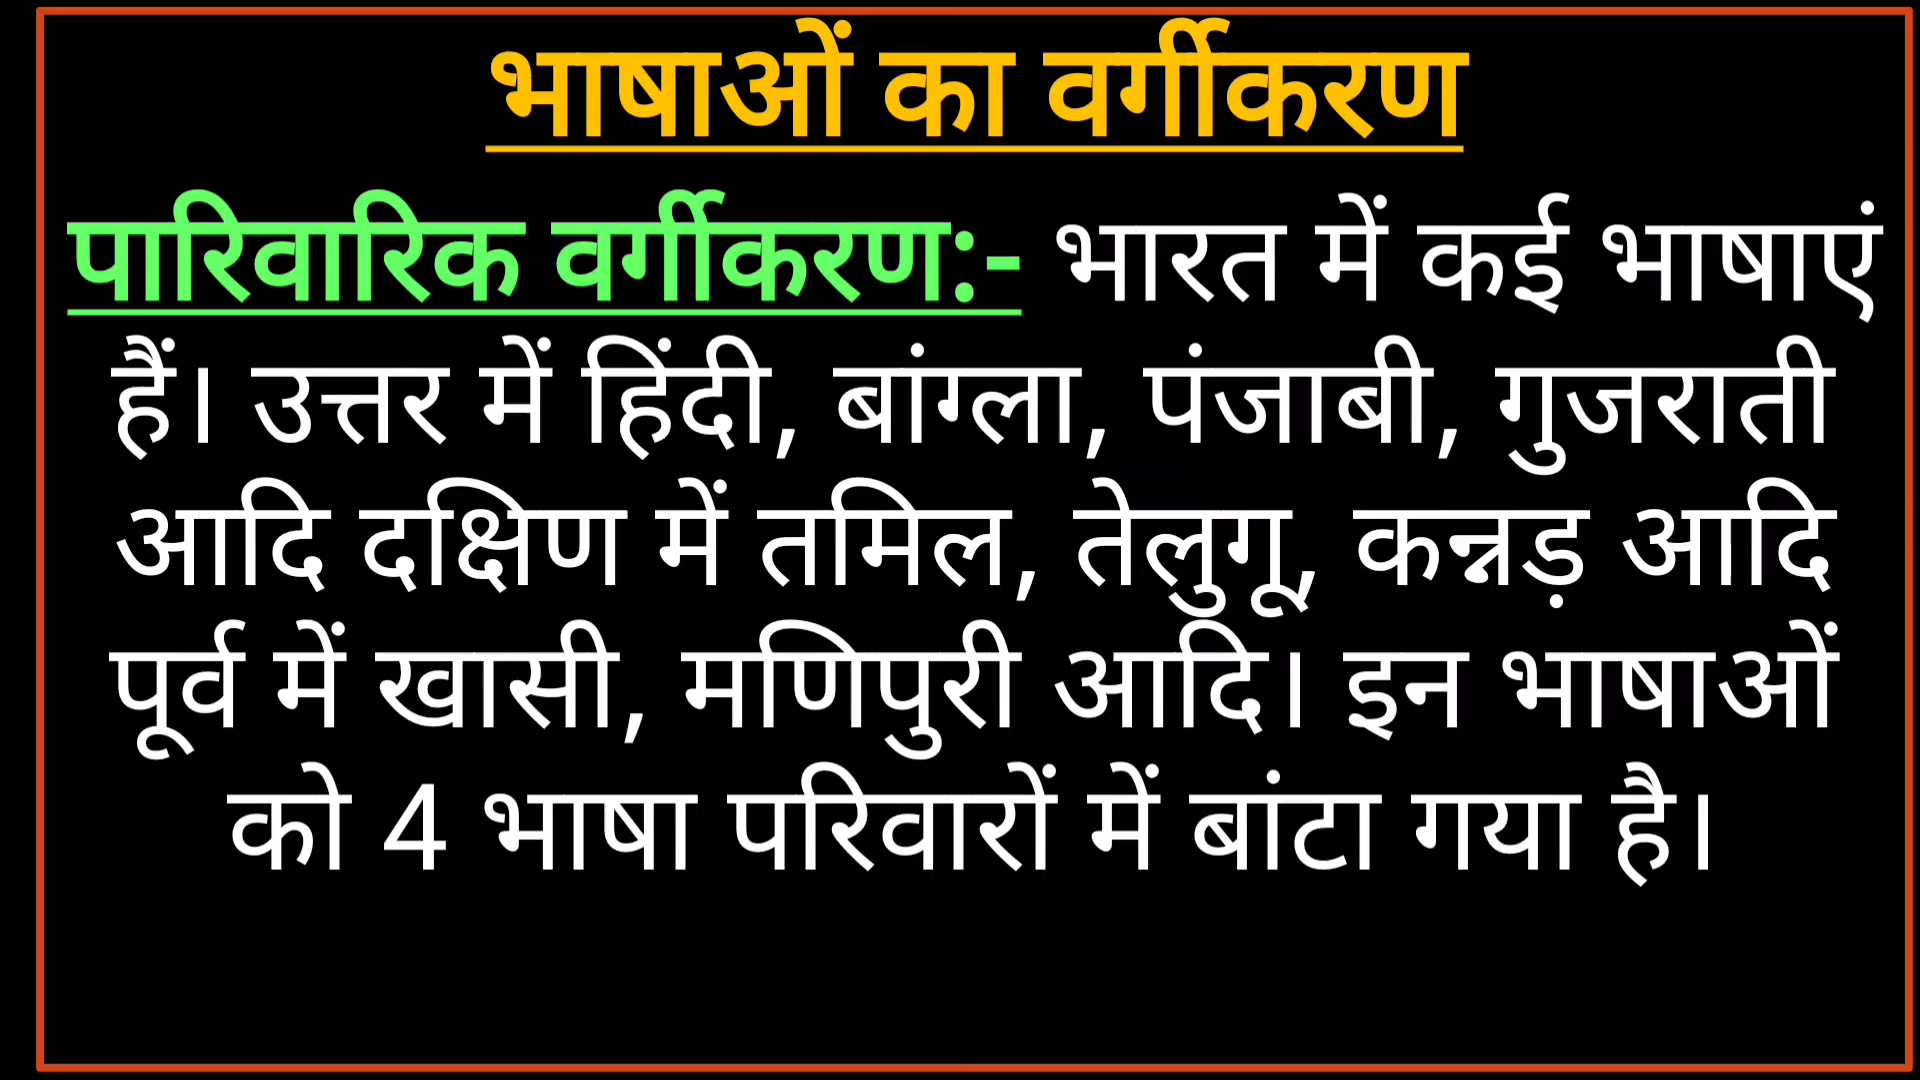 भाषाओं का वर्गीकरण
पारिवारिक वर्गीकरण:- भारत में कई भाषाएं
हैं। उत्तर में हिंदी, बांग्ला, पंजाबी, गुजराती
आदि दक्षिण में तमिल, तेलुगू, कन्नड़ आदि
पूर्व में खासी, मणिपुरी आदि। इन भाषाओं
को 4 भाषा परिवारों में बांटा गया है।